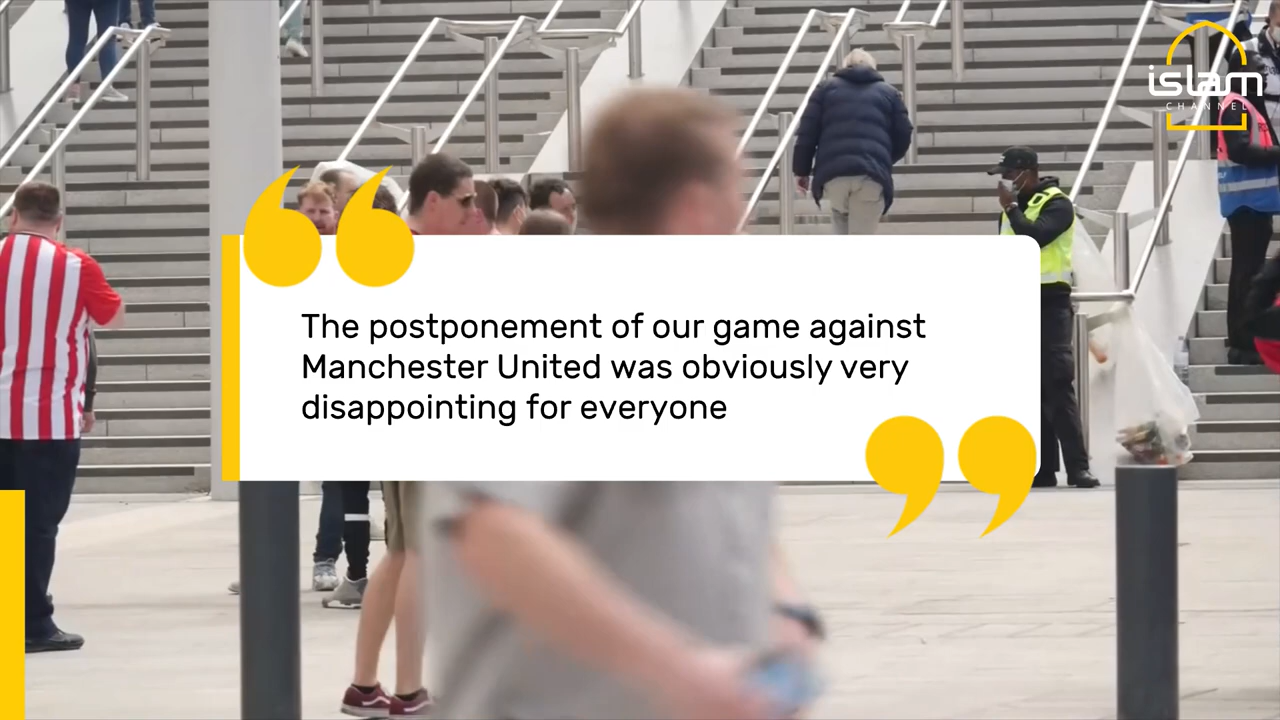 islam
CHANNEL
The postponement of our game against
Manchester United was obviously very
disappointing for everyone